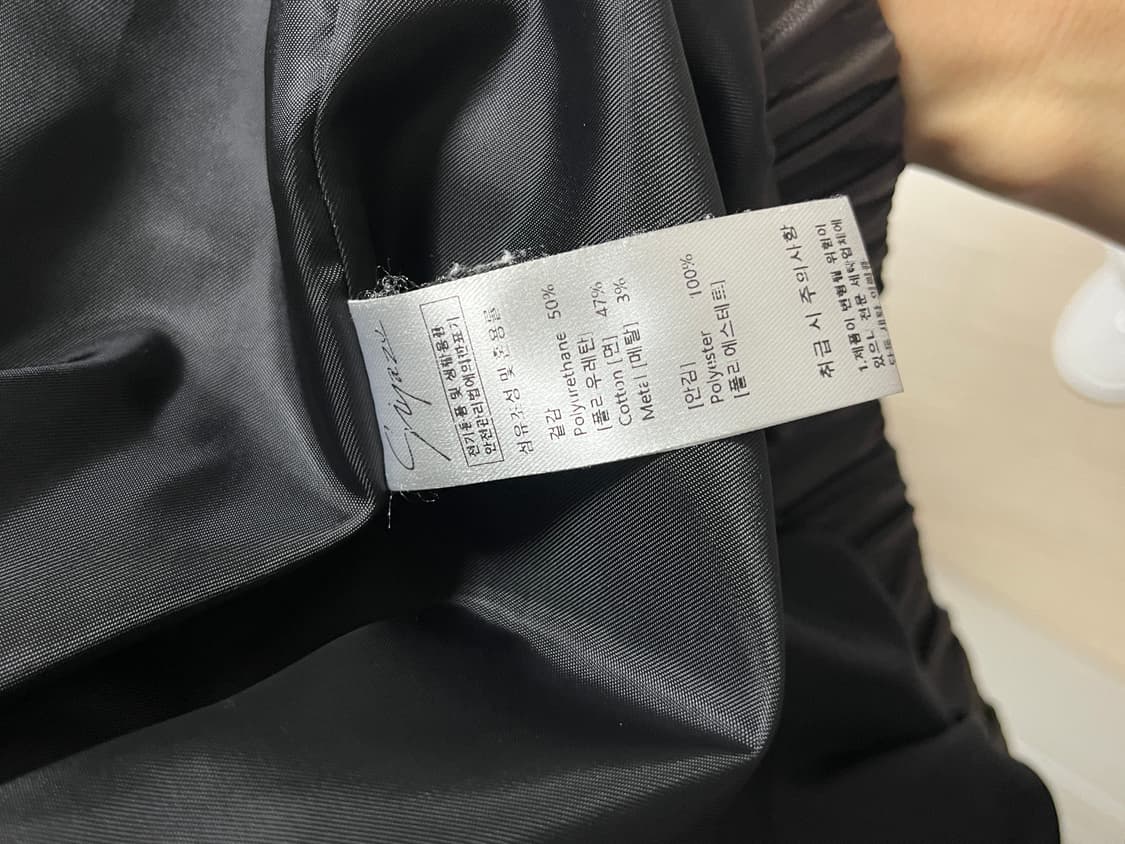 전기용품 및 생활용품
안전관리법에의한표기
섬유조성 및 혼용률
겉감
Polyurethane 50%
[폴리우레탄]
Cotton [면] 47%
Metal [메탈] 3%
[안감]
Polyester 100%
[폴리에스테르]
취급 시 주의사항
1.제품이 변형될 위험이
있으니 전문 세탁업체에